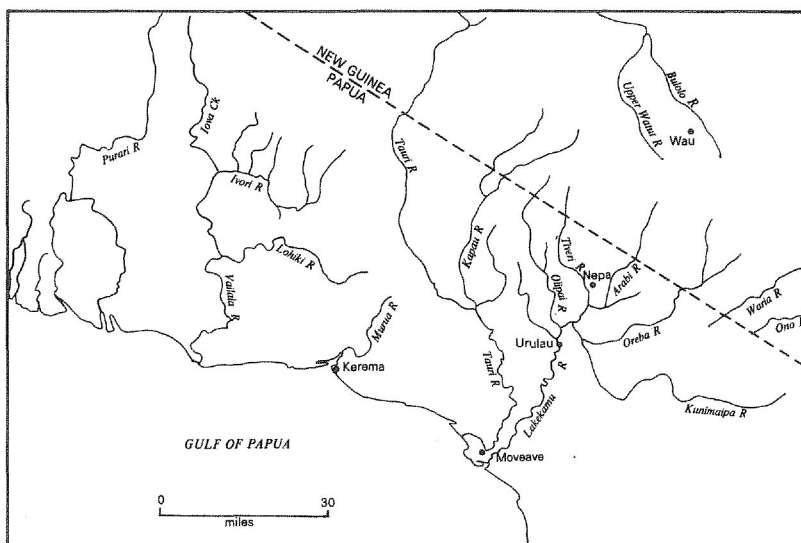 NEW GUINEA
PAPUA
Bulolo R
Upper Watut R
Wau
Iova Ck
Purari R
Tauri R
Ivori R
Kapau R
Lohiki R
Tiveri R
Nepa
Arabi R
Olipai R
Vailala R
Murua R
Waria R
Ono R
Urulau
Oreba R
Kerema
Tauri R
Lakekamu R
Kunimaipa R
GULF OF PAPUA
Moveave
0 30
miles